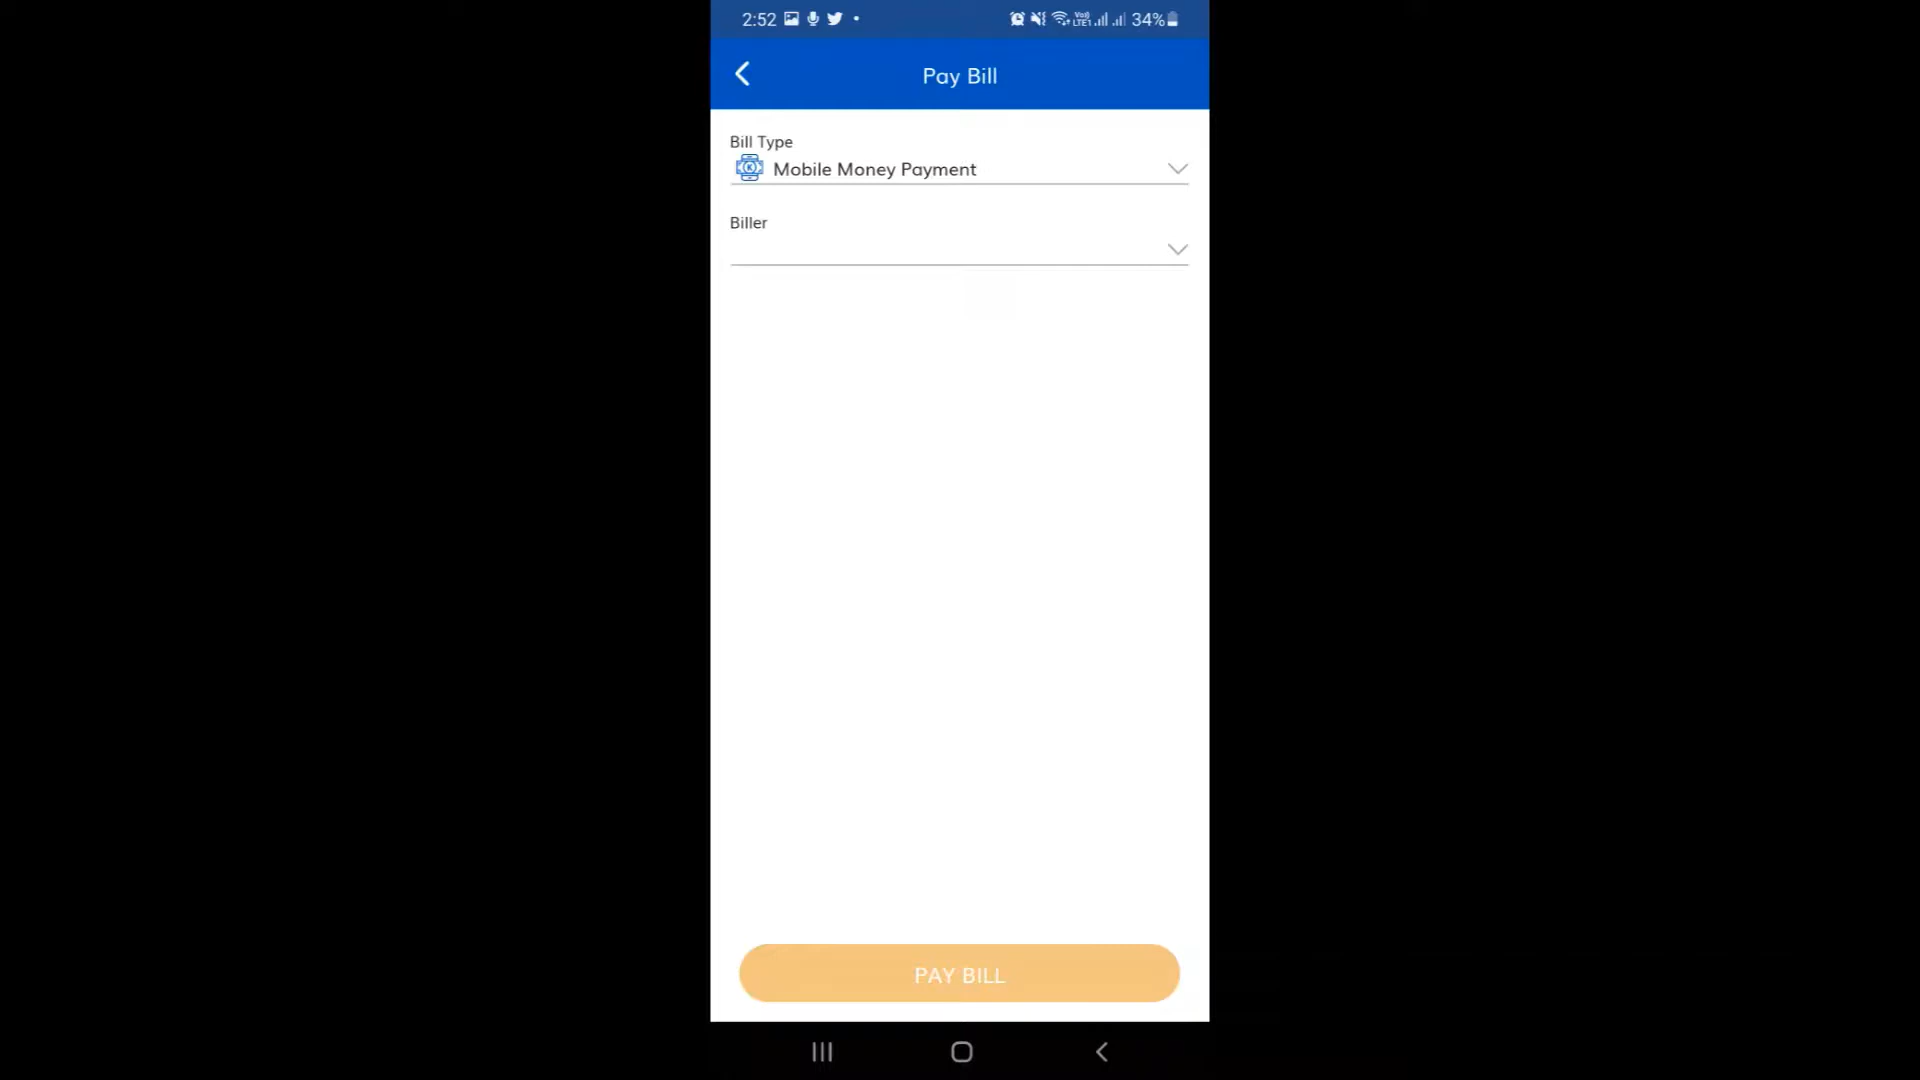 2:52 34%
Pay Bill
Bill Type
Mobile Money Payment
Biller
PAY BILL